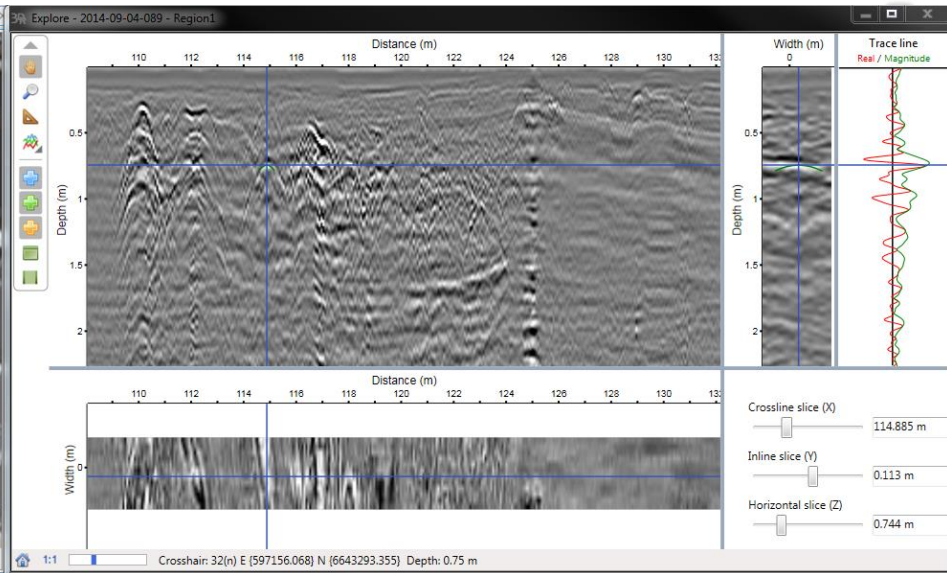 3R Explore - 2014-09-04-089 - Region1
Distance (m)
110 112 114 116 118 120 122 124 126 128 130 132
Depth (m)
0.5
1
1.5
2
Width (m)
0
Depth (m)
0.5
1
1.5
2
Trace line
Real / Magnitude
Distance (m)
110 112 114 116 118 120 122 124 126 128 130 132
Width (m)
0
Crossline slice (X)
114.885 m
Inline slice (Y)
0.113 m
Horizontal slice (Z)
0.744 m
1:1
Crosshair: 32(n) E {597156.068} N {6643293.355} Depth: 0.75 m